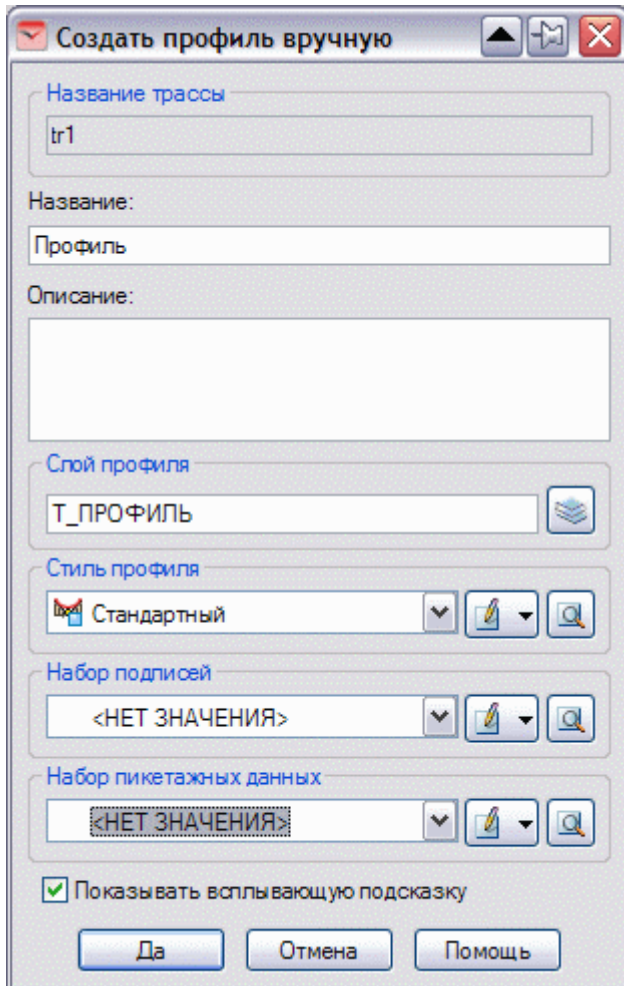 Создать профиль вручную
Название трассы
tr1
Название:
Профиль
Описание:
Слой профиля
Т_ПРОФИЛЬ
Стиль профиля
Стандартный
Набор подписей
<НЕТ ЗНАЧЕНИЯ>
Набор пикетажных данных
<НЕТ ЗНАЧЕНИЯ>
Показывать всплывающую подсказку
Да Отмена Помощь